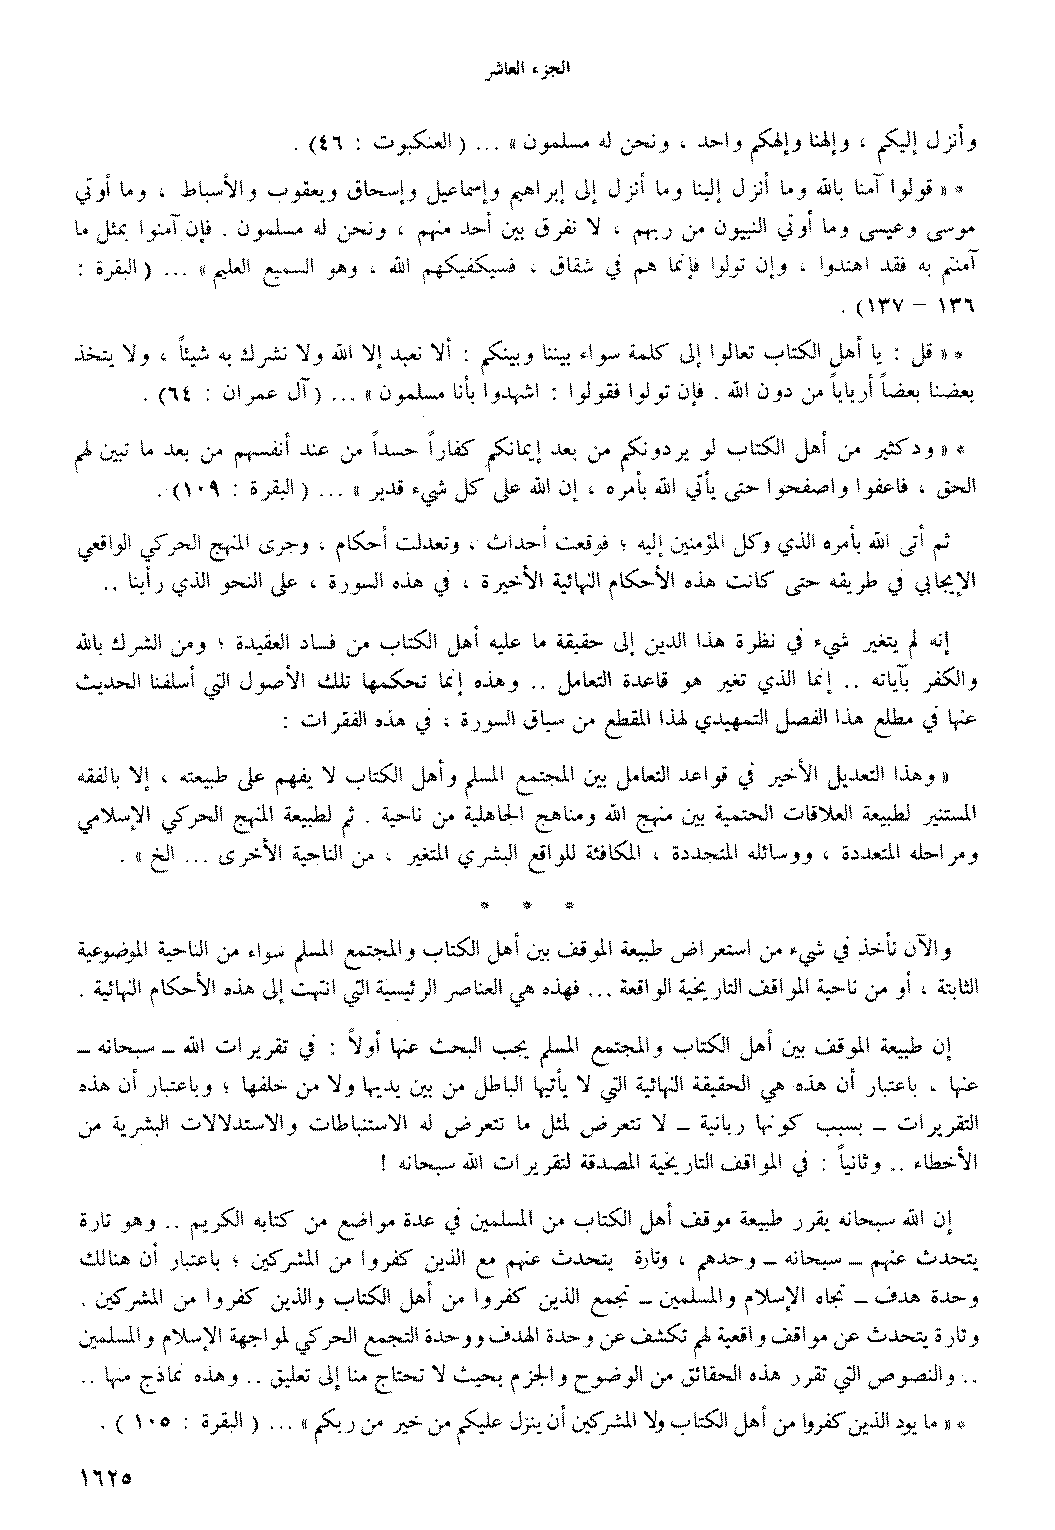 الجزء العاشر
وأنزل إليكم ، وإلهنا وإلهكم واحد ، ونحن له مسلمون » ... ( العنكبوت : ٤٦) .
* « قولوا آمنا بالله وما أنزل إلينا وما أنزل إلى إبراهيم وإسماعيل وإسحاق ويعقوب والأسباط ، وما أوتي
موسى وعيسى وما أوتي النبيون من ربهم ، لا نفرق بين أحد منهم ، ونحن له مسلمون . فإن آمنوا بمثل ما
آمنتم به فقد اهتدوا ، وإن تولوا فإنما هم في شقاق ، فسيكفيكهم الله ، وهو السميع العليم » ... ( البقرة :
١٣٦ – ١٣٧) .
* « قل : يا أهل الكتاب تعالوا إلى كلمة سواء بيننا وبينكم : ألا نعبد إلا الله ولا نشرك به شيئاً ، ولا يتخذ
بعضنا بعضاً أرباباً من دون الله . فإن تولوا فقولوا : اشهدوا بأنا مسلمون » ... ( آل عمران : ٦٤) .
* « ود كثير من أهل الكتاب لو يردونكم من بعد إيمانكم كفاراً حسداً من عند أنفسهم من بعد ما تبين لهم
الحق ، فاعفوا واصفحوا حتى يأتي الله بأمره ، إن الله على كل شيء قدير » ... ( البقرة : ١٠٩) .
ثم أتى الله بأمره الذي وكل المؤمنين إليه ؛ فوقعت أحداث ، وتعدلت أحكام ، وجرى المنهج الحركي الواقعي
الإيجابي في طريقه حتى كانت هذه الأحكام النهائية الأخيرة ، في هذه السورة ، على النحو الذي رأينا ..
إنه لم يتغير شيء في نظرة هذا الدين إلى حقيقة ما عليه أهل الكتاب من فساد العقيدة ؛ ومن الشرك بالله
والكفر بآياته .. إنما الذي تغير هو قاعدة التعامل .. وهذه إنما تحكمها تلك الأصول التي أسلفنا الحديث
عنها في مطلع هذا الفصل التمهيدي لهذا المقطع من سياق السورة ، في هذه الفقرات :
« وهذا التعديل الأخير في قواعد التعامل بين المجتمع المسلم وأهل الكتاب لا يفهم على طبيعته ، إلا بالفقه
المستنير لطبيعة العلاقات الحتمية بين منهج الله ومناهج الجاهلية من ناحية . ثم لطبيعة المنهج الحركي الإسلامي
ومراحله المتعددة ، ووسائله المتجددة ، المكافئة للواقع البشري المتغير ، من الناحية الأخرى ... الخ » .
* * *
والآن نأخذ في شيء من استعراض طبيعة الموقف بين أهل الكتاب والمجتمع المسلم سواء من الناحية الموضوعية
الثابتة ، أو من ناحية المواقف التاريخية الواقعة ... فهذه هي العناصر الرئيسية التي انتهت إلى هذه الأحكام النهائية .
إن طبيعة الموقف بين أهل الكتاب والمجتمع المسلم يجب البحث عنها أولاً : في تقريرات الله ــ سبحانه ــ
عنها ، باعتبار أن هذه هي الحقيقة النهائية التي لا يأتيها الباطل من بين يديها ولا من خلفها ؛ وباعتبار أن هذه
التقريرات ــ بسبب كونها ربانية ــ لا تتعرض لمثل ما تتعرض له الاستنباطات والاستدلالات البشرية من
الأخطاء .. وثانياً : في المواقف التاريخية المصدقة لتقريرات الله سبحانه !
إن الله سبحانه يقرر طبيعة موقف أهل الكتاب من المسلمين في عدة مواضع من كتابه الكريم .. وهو تارة
يتحدث عنهم ــ سبحانه ــ وحدهم ، وتارة يتحدث عنهم مع الذين كفروا من المشركين ؛ باعتبار أن هنالك
وحدة هدف ــ تجاه الإسلام والمسلمين ــ تجمع الذين كفروا من أهل الكتاب والذين كفروا من المشركين .
وتارة يتحدث عن مواقف واقعية لهم تكشف عن وحدة الهدف ووحدة التجمع الحركي لمواجهة الإسلام والمسلمين
.. والنصوص التي تقرر هذه الحقائق من الوضوح والجزم بحيث لا تحتاج منا إلى تعليق .. وهذه نماذج منها ..
* « ما يود الذين كفروا من أهل الكتاب ولا المشركين أن ينزل عليكم من خير من ربكم » ... ( البقرة : ١٠٥ ) .
١٦٢٥